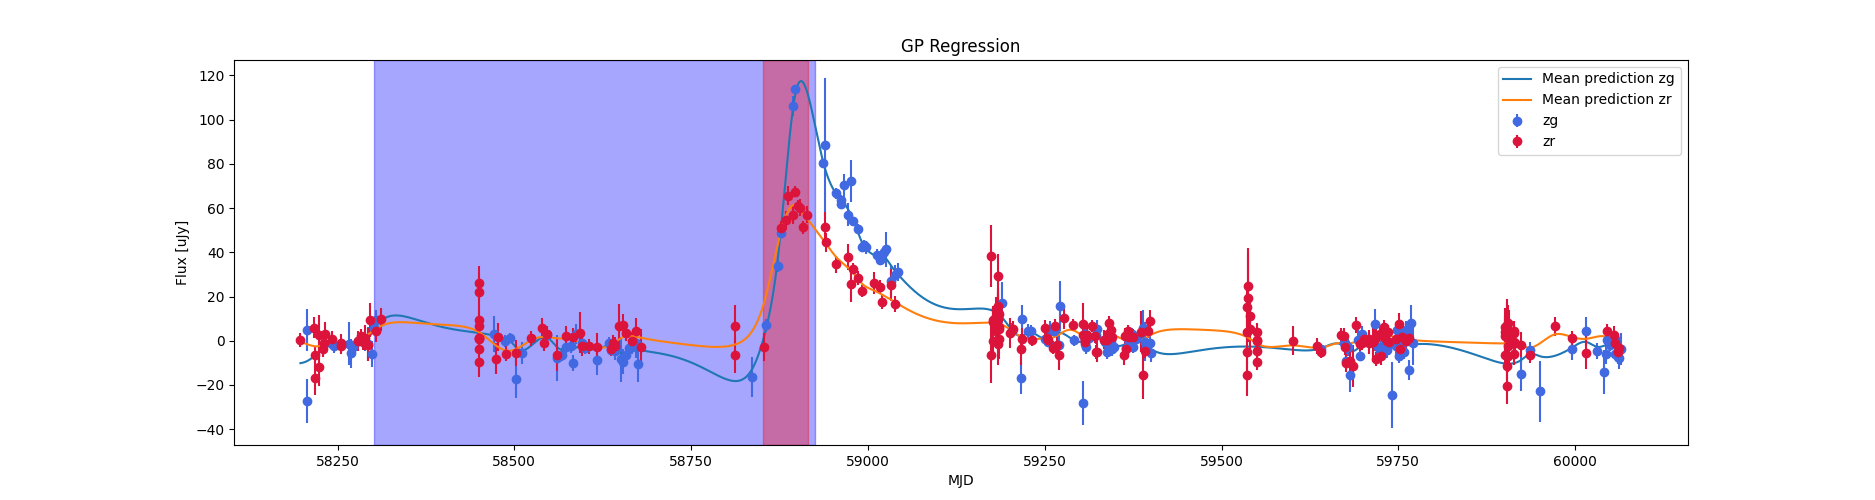 GP Regression
120
100
80
60
40
20
0
−20
−40
Flux [uJy]
58250
58500
58750
59000
59250
59500
59750
60000
MJD
Mean prediction zg
Mean prediction zr
zg
zr